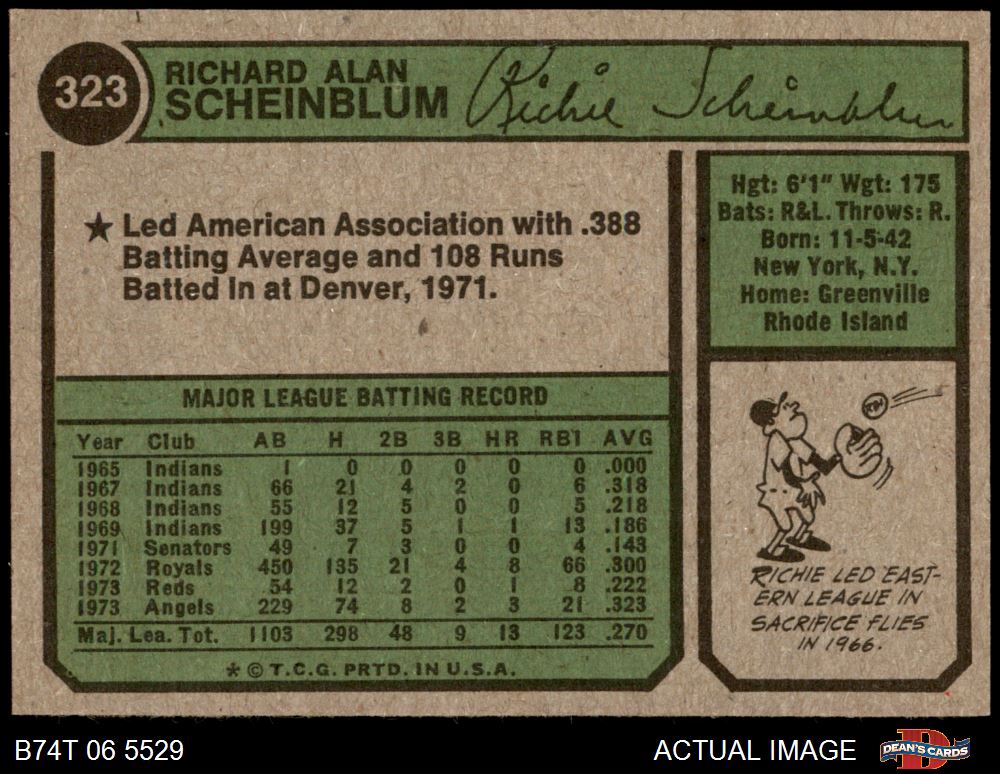 323
RICHARD ALAN
SCHEINBLUM
Richie Scheinblum
★ Led American Association with .388
Batting Average and 108 Runs
Batted In at Denver, 1971.
Hgt: 6'1" Wgt: 175
Bats: R&L. Throws: R.
Born: 11-5-42
New York, N.Y.
Home: Greenville
Rhode Island
MAJOR LEAGUE BATTING RECORD
Year Club AB H 2B 3B HR RBI AVG
1965 Indians 1 0 0 0 0 0 .000
1967 Indians 66 21 4 2 0 6 .318
1968 Indians 55 12 5 0 0 5 .218
1969 Indians 199 37 5 1 1 13 .186
1971 Senators 49 7 3 0 0 4 .143
1972 Royals 450 135 21 4 8 66 .300
1973 Reds 54 12 2 0 1 8 .222
1973 Angels 229 74 8 2 3 21 .323
Maj. Lea. Tot. 1103 298 48 9 13 123 .270
* © T.C.G. PRTD. IN U.S.A.
RICHIE LED EAST-
ERN LEAGUE IN
SACRIFICE FLIES
IN 1966.
B74T 06 5529
ACTUAL IMAGE
DEAN'S CARDS